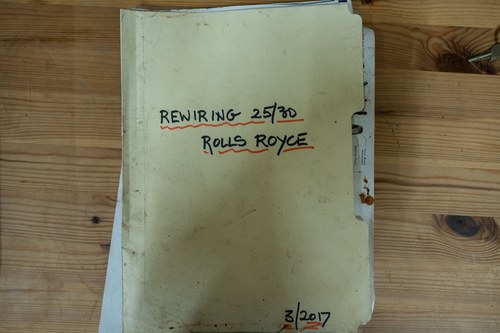 REWIRING 25/30
ROLLS ROYCE
3/2017